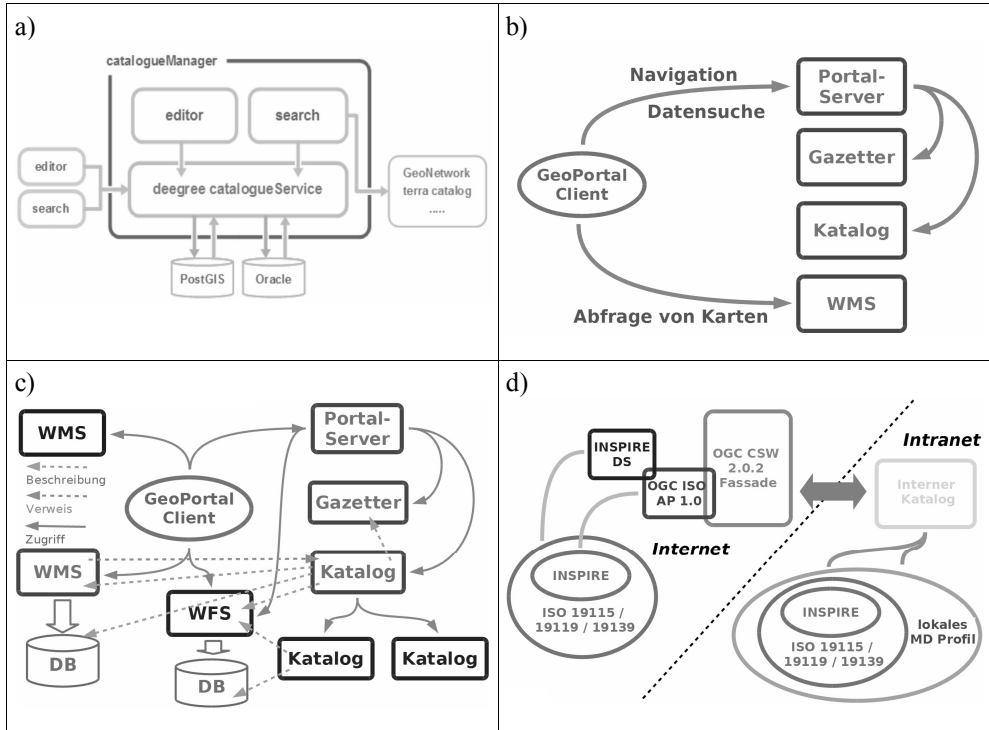 a)
catalogueManager
editor
search
editor
search
deegree catalogueService
GeoNetwork
terra catalog
.....
PostGIS
Oracle
b)
Navigation
Datensuche
Portal-
Server
Gazetter
GeoPortal
Client
Katalog
WMS
Abfrage von Karten
c)
WMS
Portal-
Server
Beschreibung
Verweis
Zugriff
GeoPortal
Client
Gazetter
WMS
Katalog
WFS
DB
Katalog
Katalog
DB
d)
Intranet
INSPIRE
DS
OGC CSW
2.0.2
Fassade
OGC ISO
AP 1.0
Interner
Katalog
Internet
INSPIRE
ISO 19115 /
19119 / 19139
INSPIRE
ISO 19115 /
19119 / 19139
lokales
MD Profil